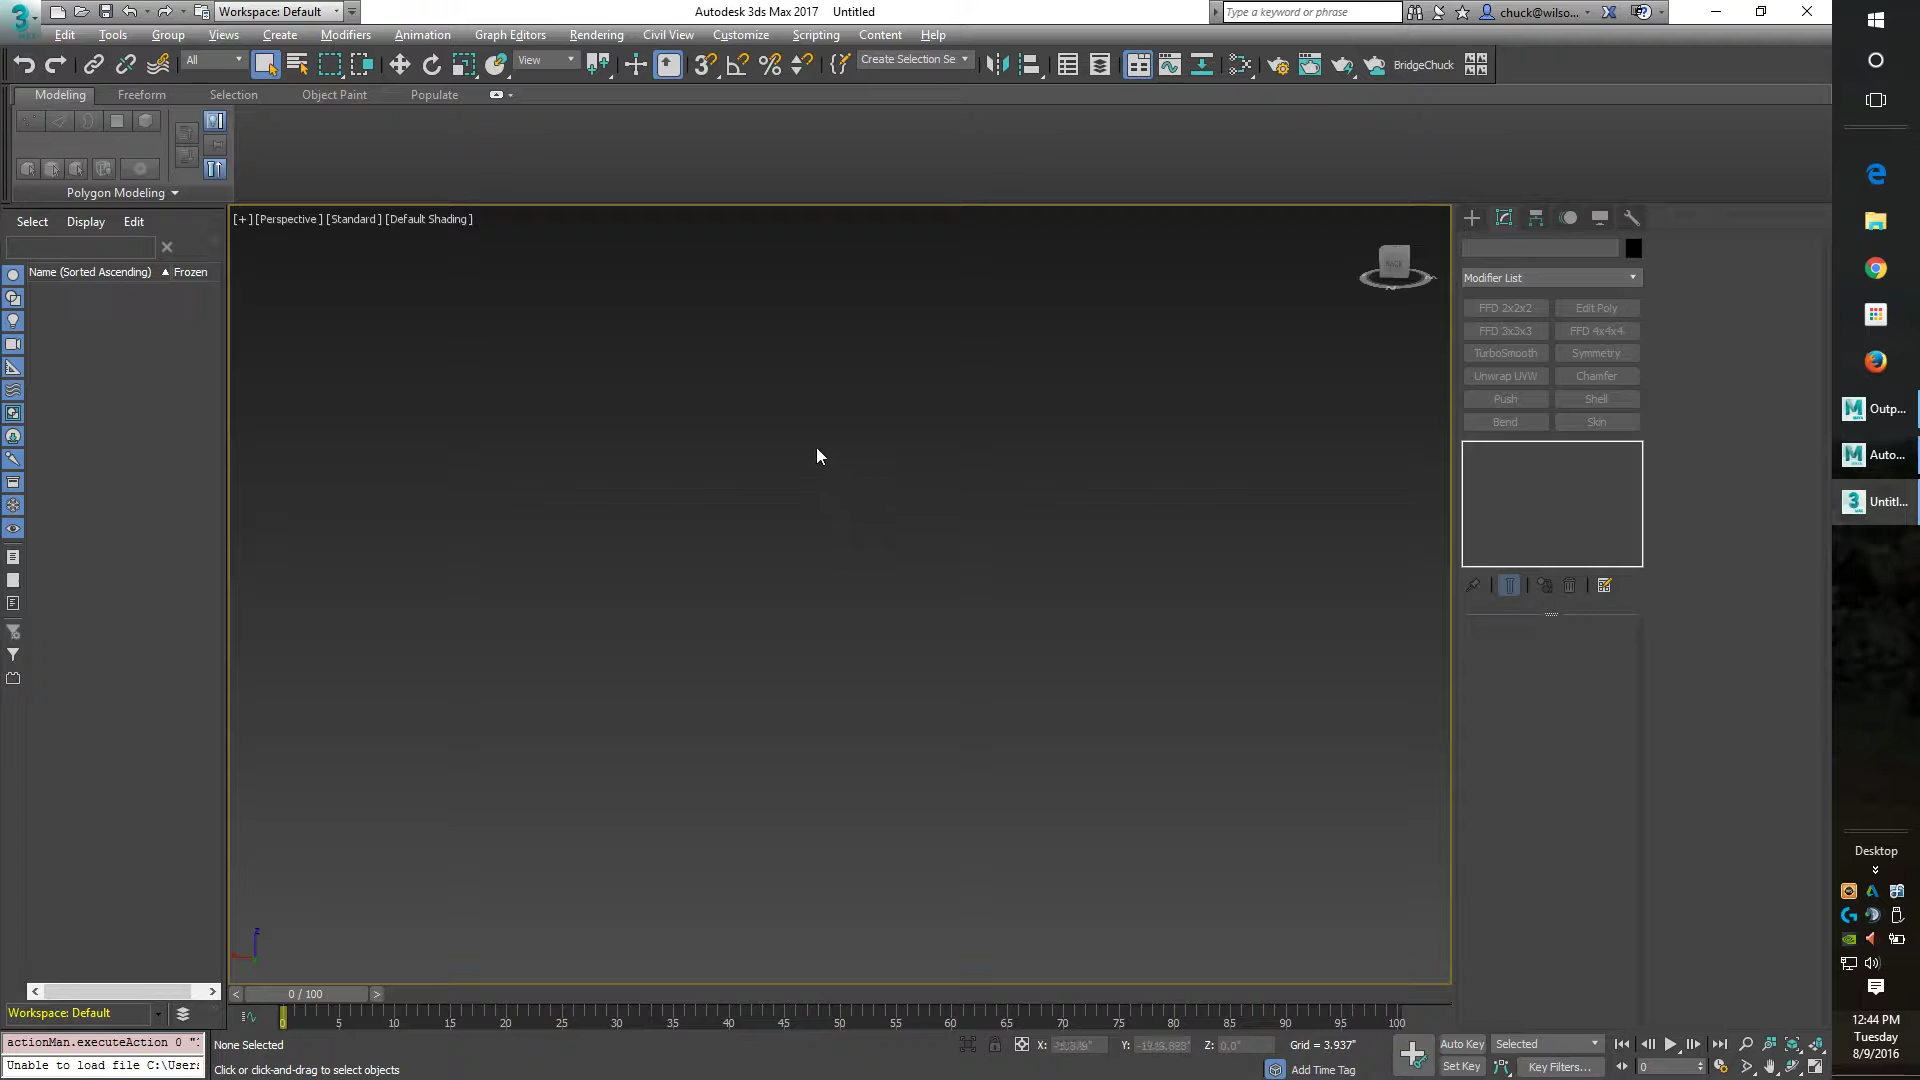 Workspace: Default
Autodesk 3ds Max 2017 Untitled
Type a keyword or phrase
chuck@wilso...
Edit Tools Group Views Create Modifiers Animation Graph Editors Rendering Civil View Customize Scripting Content Help
All
View
Create Selection Se
BridgeChuck
Modeling Freeform Selection Object Paint Populate
Polygon Modeling
Select Display Edit
Name (Sorted Ascending) Frozen
[+] [Perspective] [Standard] [Default Shading]
Modifier List
FFD 2x2x2 Edit Poly
FFD 3x3x3 FFD 4x4x4
TurboSmooth Symmetry
Unwrap UVW Chamfer
Push Shell
Bend Skin
Outp...
Auto...
Untitl...
Desktop
z
0 / 100
Workspace: Default
0 5 10 15 20 25 30 35 40 45 50 55 60 65 70 75 80 85 90 95 100
actionMan.executeAction 0 "
Unable to load file C:\Users
None Selected
Click or click-and-drag to select objects
X: Y: Z: 0.0" Grid = 3.937"
Add Time Tag
Auto Key Selected
Set Key Key Filters...
0
12:44 PM
Tuesday
8/9/2016